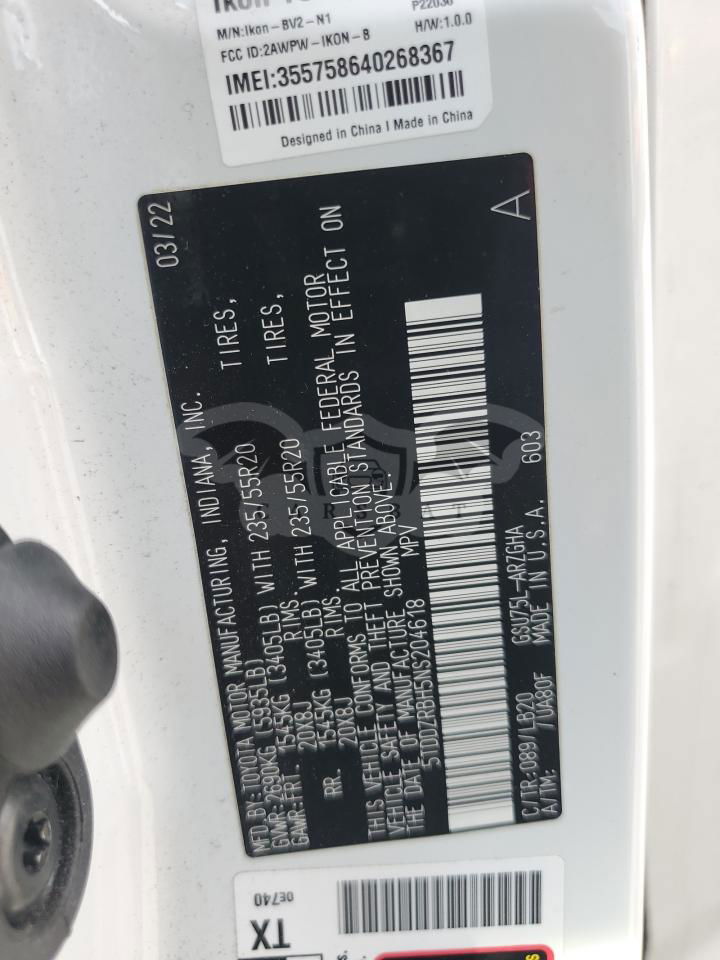 P22030
M/N:Ikon-BV2-N1
H/W:1.0.0
FCC ID:2AWPW-IKON-B
IMEI:355758640268367
Designed in China | Made in China
MFD.BY:TOYOTA MOTOR MANUFACTURING, INDIANA, INC. 03/22
GVWR:2690KG (5935LB)
GAWR:FRT. 1545KG (3405LB) WITH 235/55R20 TIRES,
20X8J RIMS.
RR. 1545KG (3405LB) WITH 235/55R20 TIRES,
20X8J RIMS.
THIS VEHICLE CONFORMS TO ALL APPLICABLE FEDERAL MOTOR
VEHICLE SAFETY AND THEFT PREVENTION STANDARDS IN EFFECT ON
THE DATE OF MANUFACTURE SHOWN ABOVE.
5TDDZRBH5NS204618 MPV
C/TR:089/LB20 GSU75L-ARZGHA
A/TM: /UA80F MADE IN U.S.A. 603
A
0E740
TX